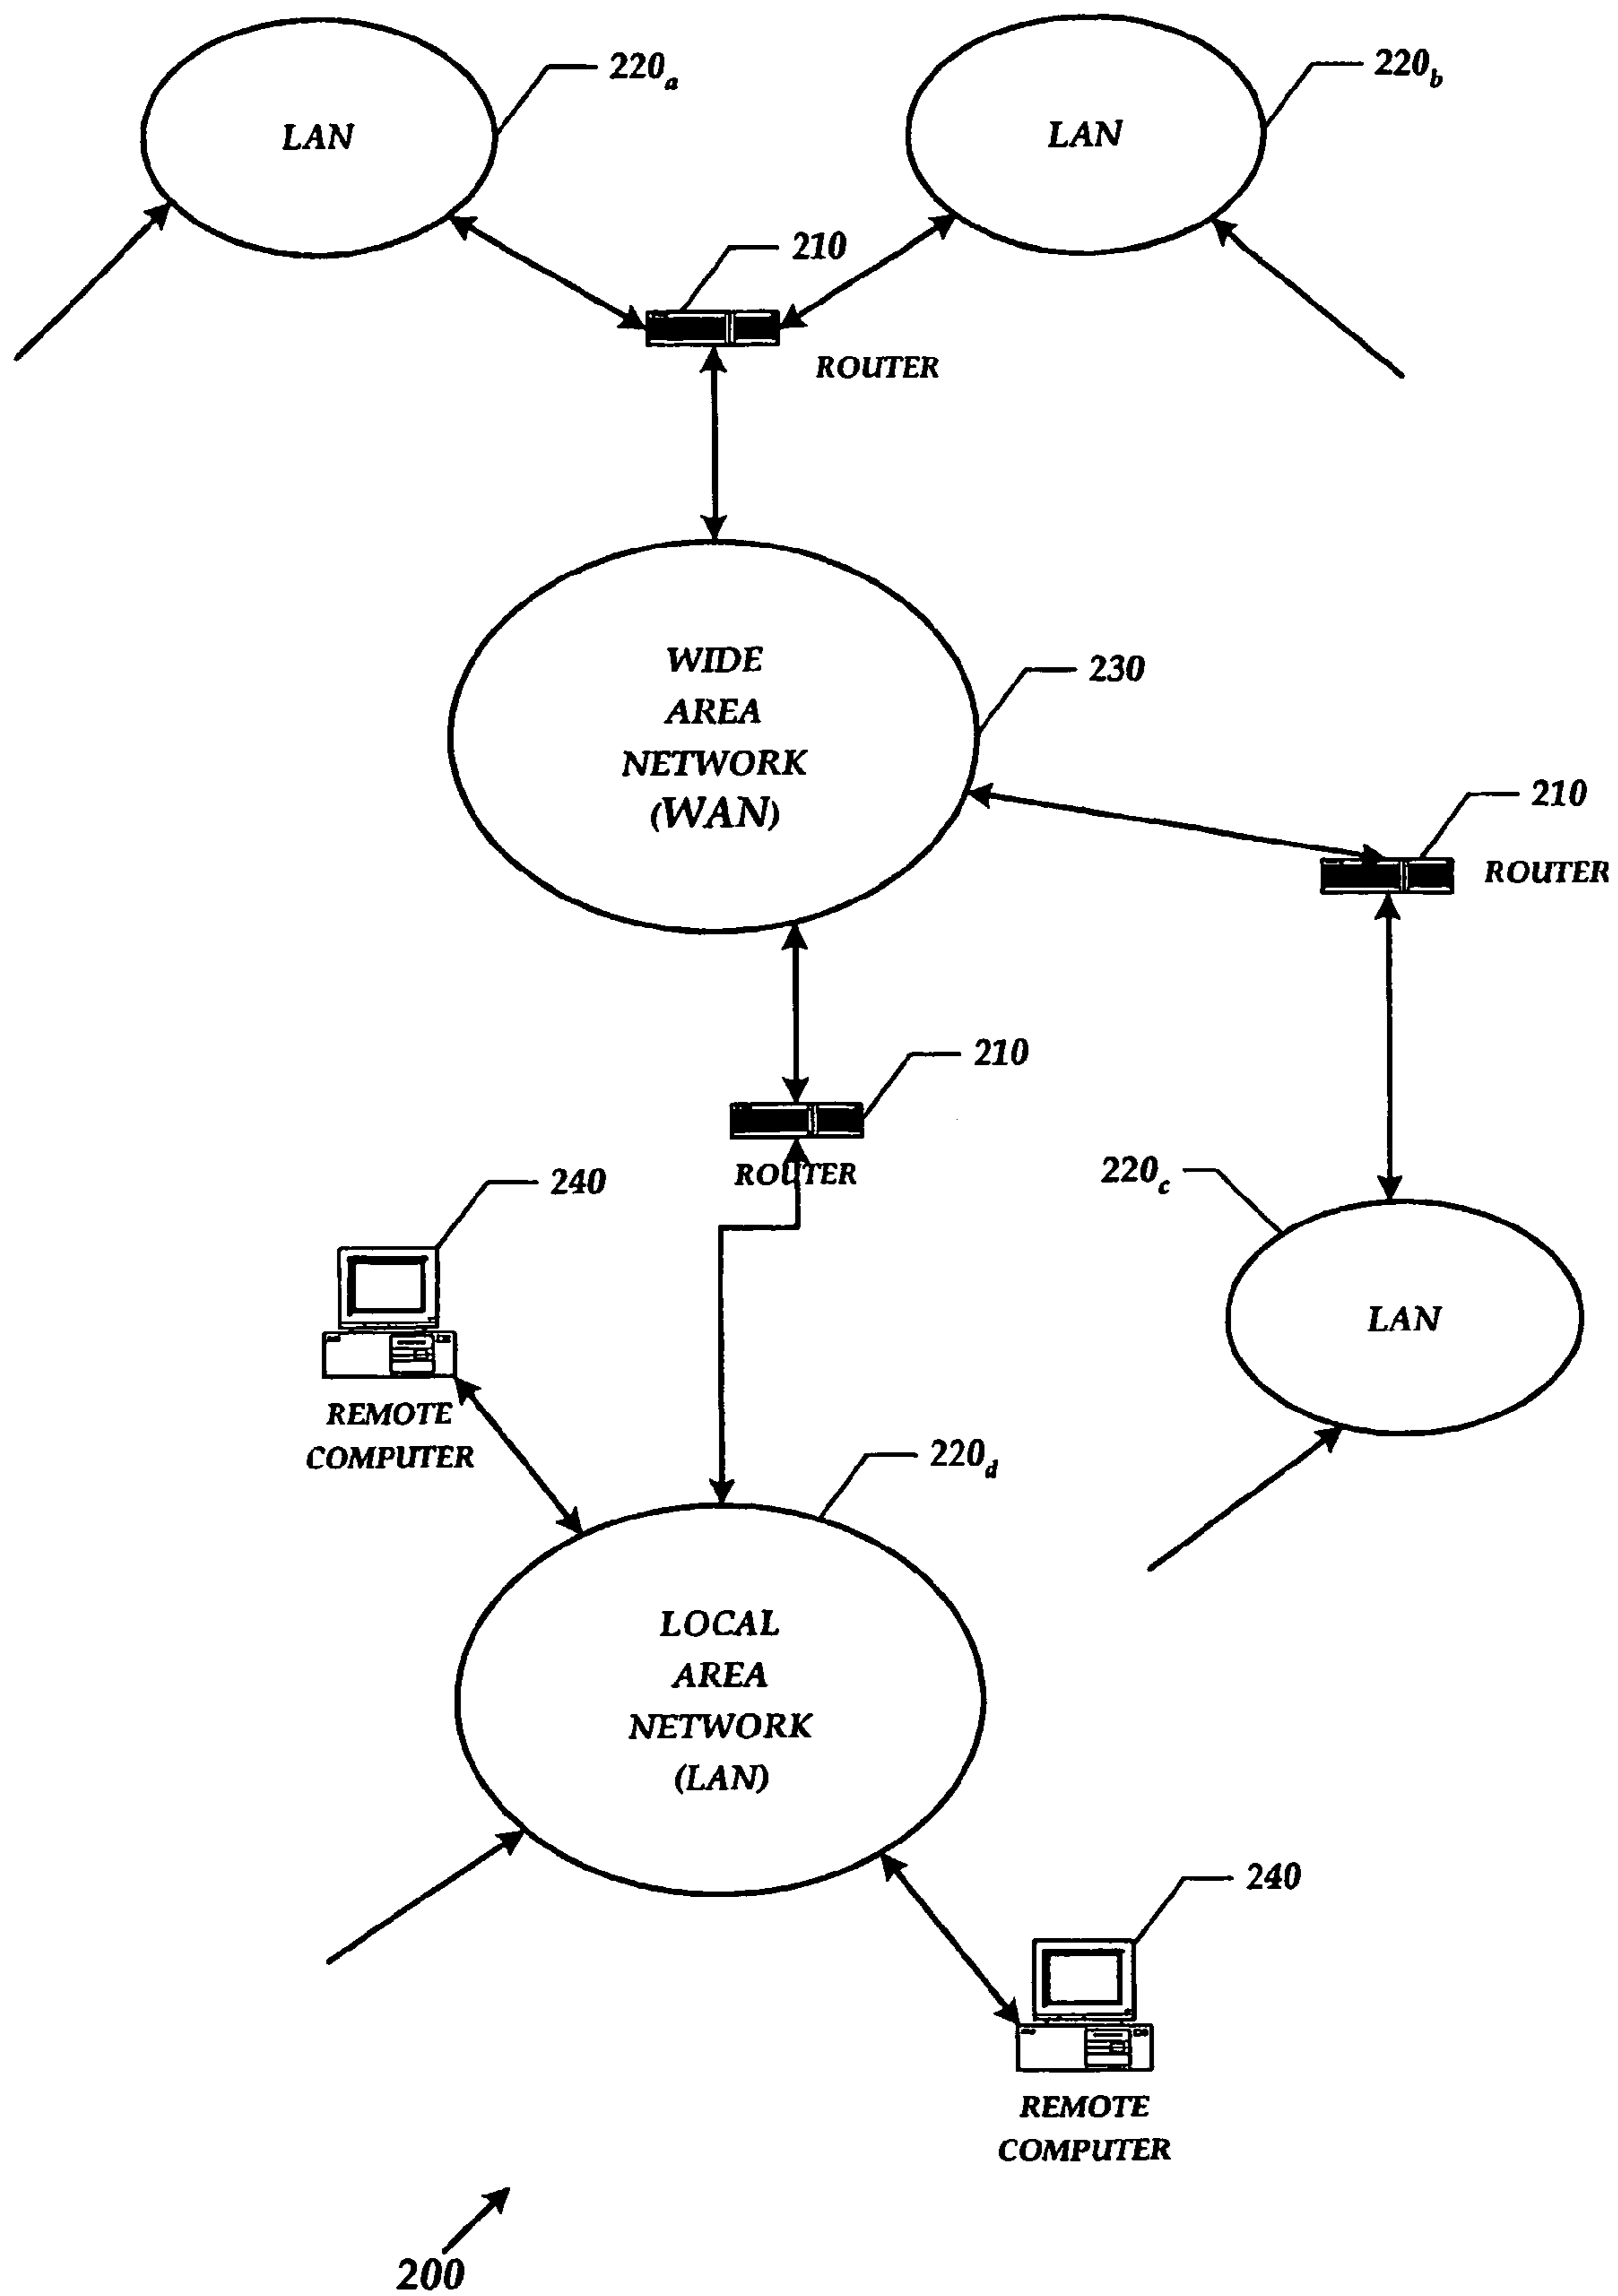 220a
220b
LAN
LAN
210
ROUTER
WIDE
AREA
NETWORK
(WAN)
230
210
ROUTER
210
ROUTER
240
220c
REMOTE
COMPUTER
LAN
220d
LOCAL
AREA
NETWORK
(LAN)
240
REMOTE
COMPUTER
200